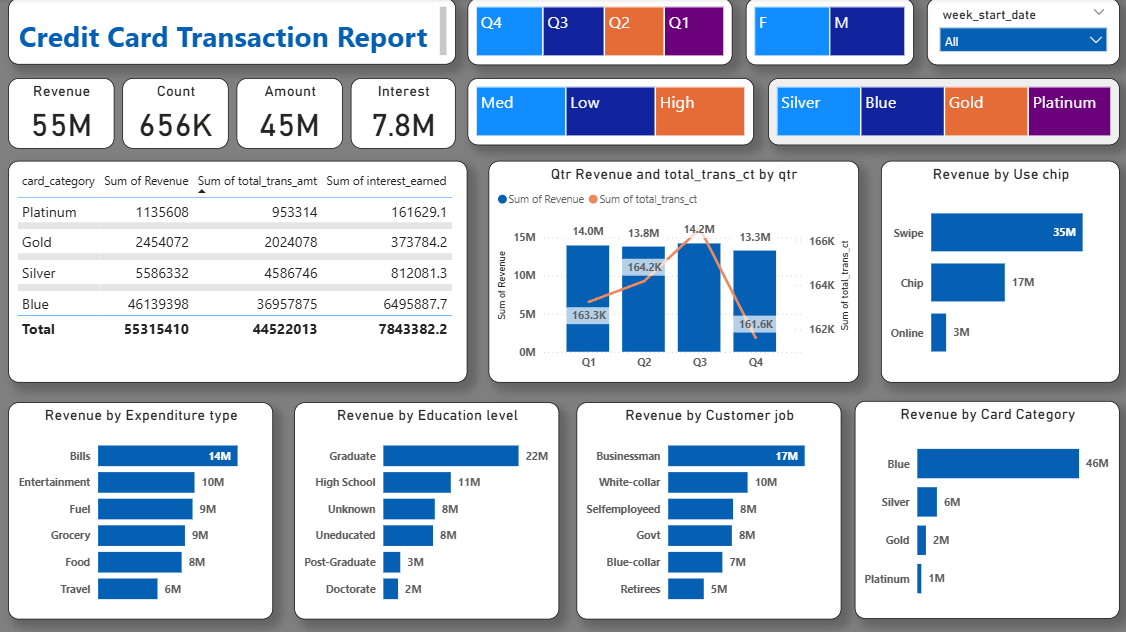 Credit Card Transaction Report
Q4 Q3 Q2 Q1
F M
week_start_date
All
Revenue
55M
Count
656K
Amount
45M
Interest
7.8M
Med Low High
Silver Blue Gold Platinum
card_category Sum of Revenue Sum of total_trans_amt Sum of interest_earned
Platinum 1135608 953314 161629.1
Gold 2454072 2024078 373784.2
Silver 5586332 4586746 812081.3
Blue 46139398 36957875 6495887.7
Total 55315410 44522013 7843382.2
Qtr Revenue and total_trans_ct by qtr
Sum of Revenue Sum of total_trans_ct
Sum of Revenue
15M
10M
5M
0M
14.0M 13.8M 14.2M 13.3M
163.3K 164.2K 161.6K
Q1 Q2 Q3 Q4
166K
164K
162K
Sum of total_trans_ct
Revenue by Use chip
Swipe 35M
Chip 17M
Online 3M
Revenue by Expenditure type
Bills 14M
Entertainment 10M
Fuel 9M
Grocery 9M
Food 8M
Travel 6M
Revenue by Education level
Graduate 22M
High School 11M
Unknown 8M
Uneducated 8M
Post-Graduate 3M
Doctorate 2M
Revenue by Customer job
Businessman 17M
White-collar 10M
Selfemployeed 8M
Govt 8M
Blue-collar 7M
Retirees 5M
Revenue by Card Category
Blue 46M
Silver 6M
Gold 2M
Platinum 1M